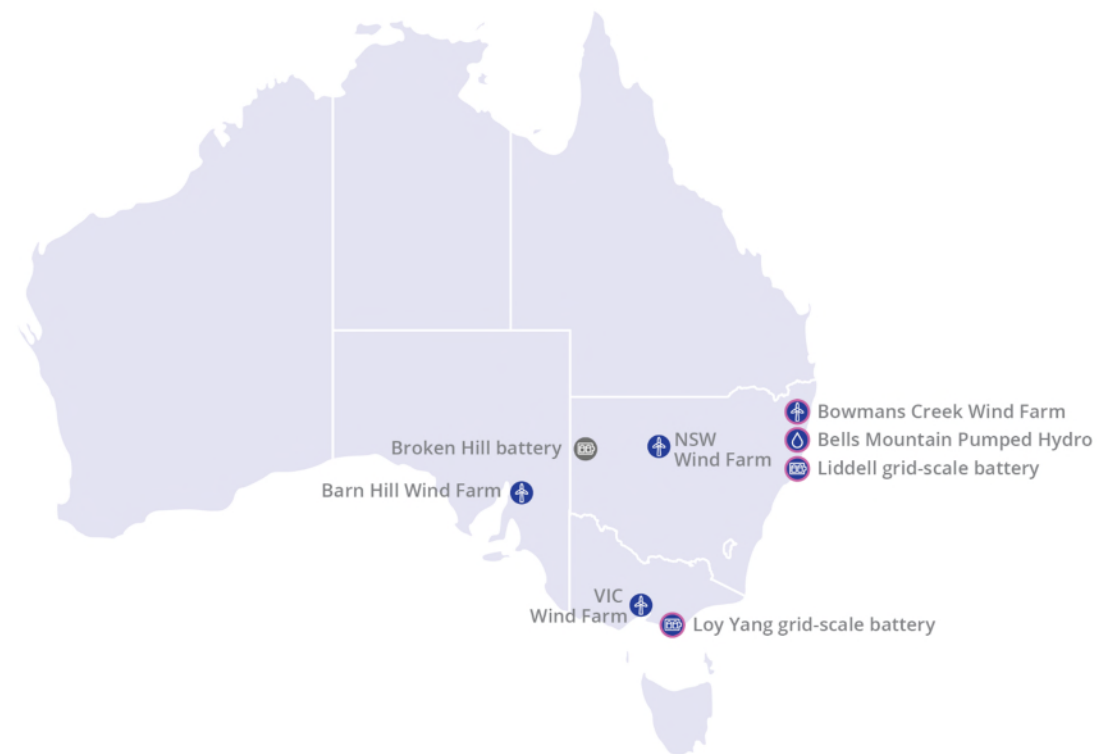 Bowmans Creek Wind Farm
Bells Mountain Pumped Hydro
Liddell grid-scale battery
Broken Hill battery
NSW
Wind Farm
Barn Hill Wind Farm
VIC
Wind Farm
Loy Yang grid-scale battery